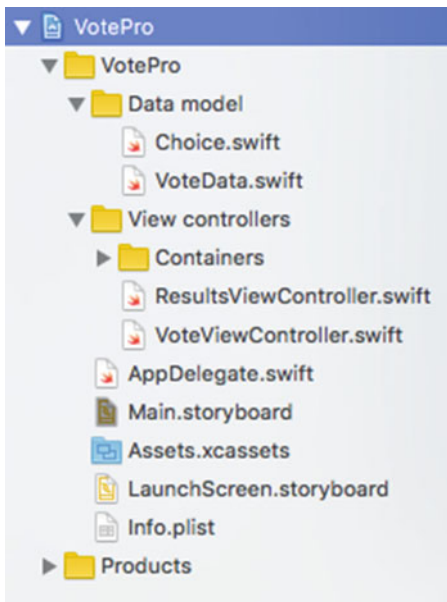 VotePro
VotePro
Data model
Choice.swift
VoteData.swift
View controllers
Containers
ResultsViewController.swift
VoteViewController.swift
AppDelegate.swift
Main.storyboard
Assets.xcassets
LaunchScreen.storyboard
Info.plist
Products